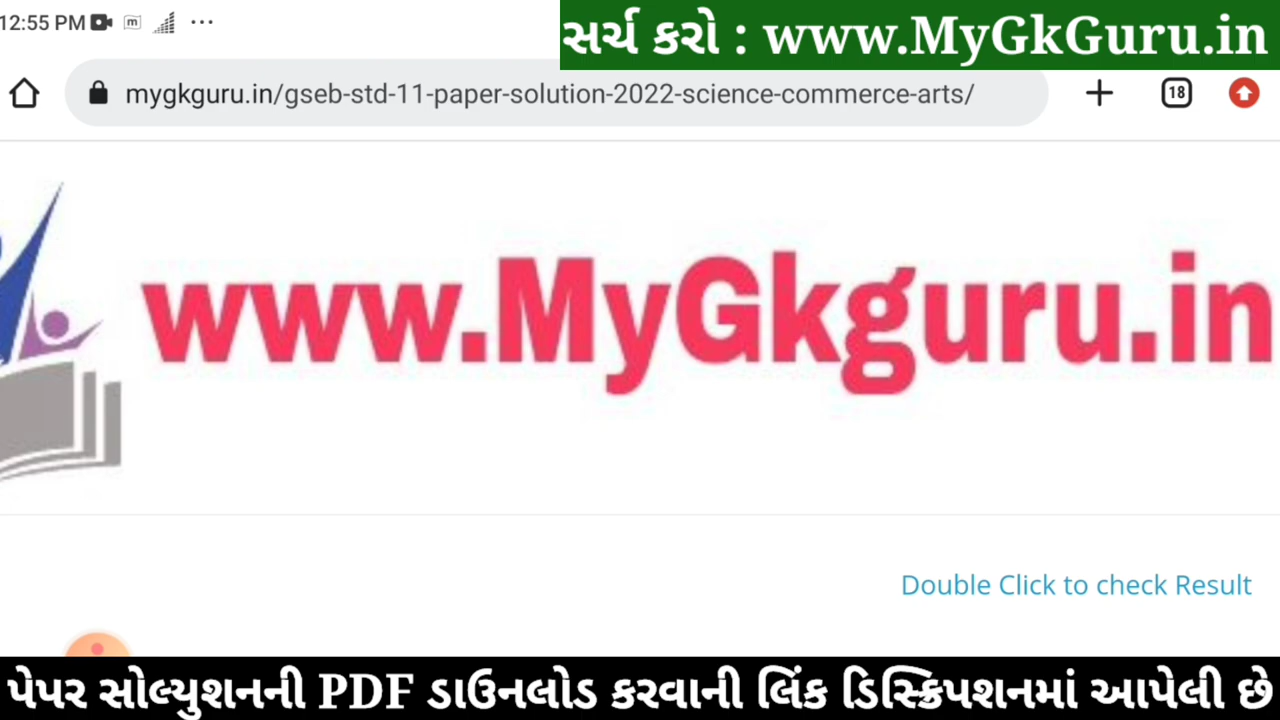 12:55 PM
સર્ચ કરો : www.MyGkGuru.in
mygkguru.in/gseb-std-11-paper-solution-2022-science-commerce-arts/
18
www.MyGkguru.in
Double Click to check Result
પેપર સોલ્યુશનની PDF ડાઉનલોડ કરવાની લિંક ડિસ્ક્રિપશનમાં આપેલી છે